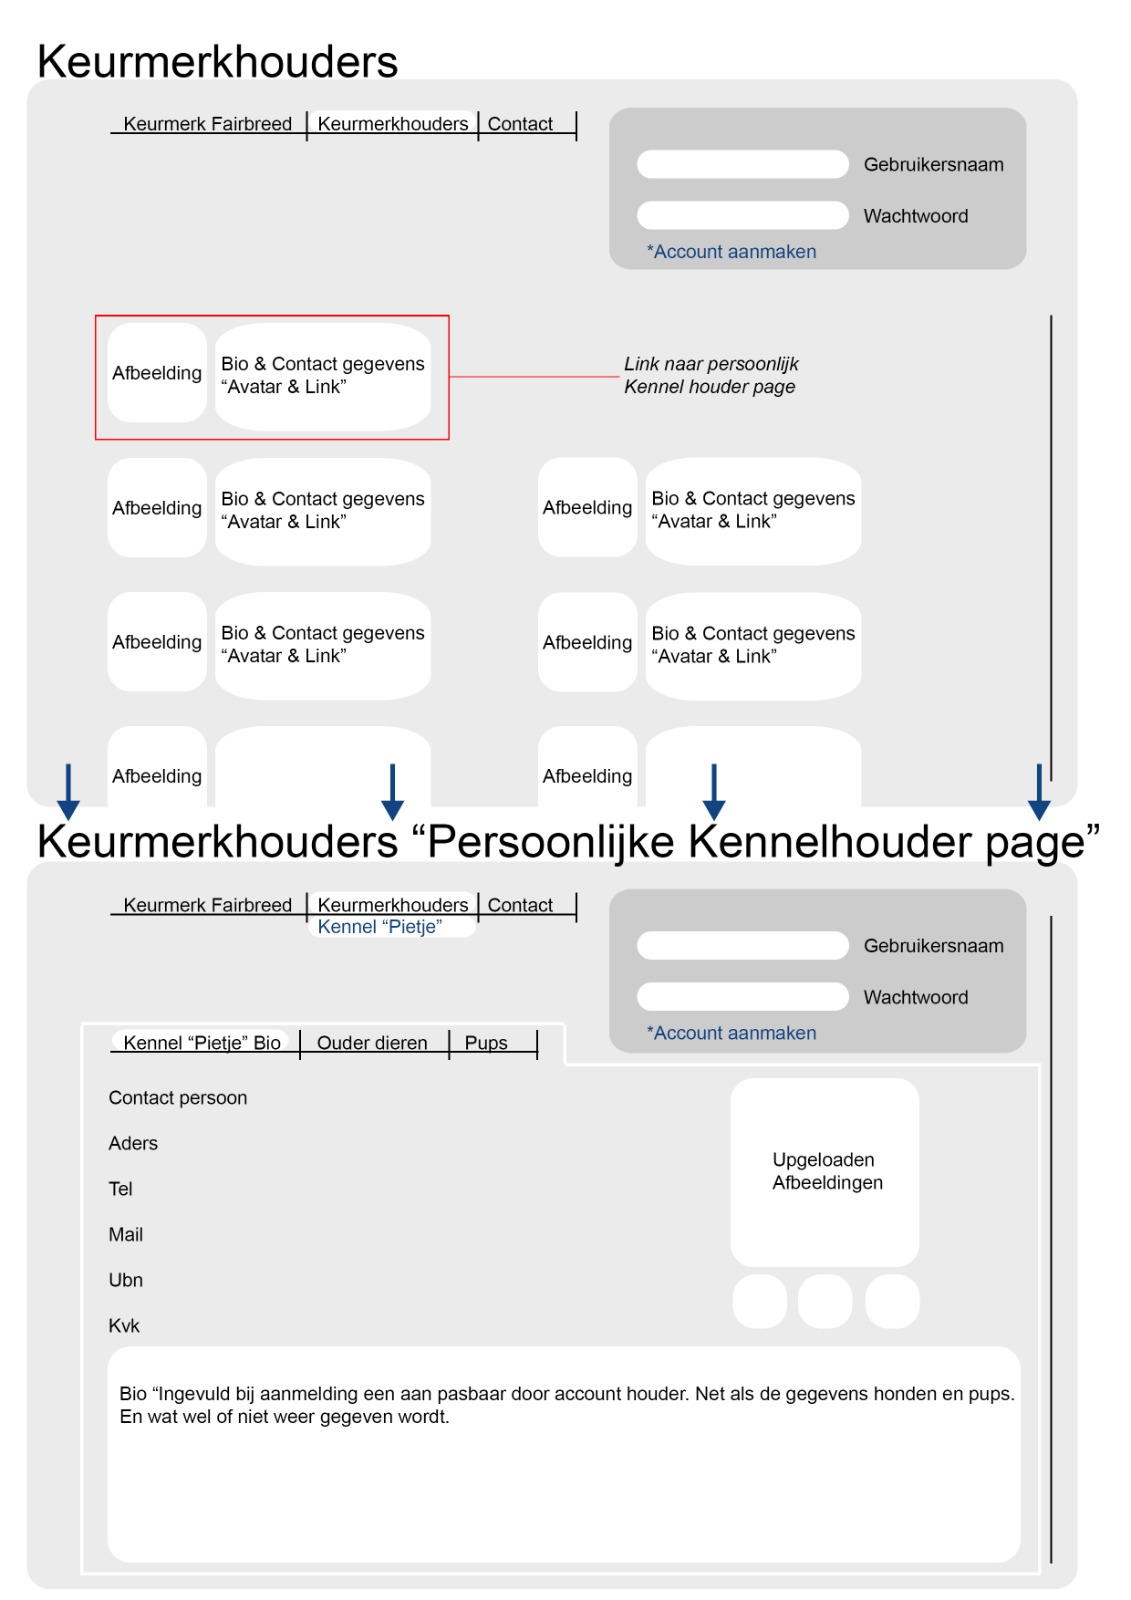 Keurmerkhouders
Keurmerk Fairbreed
Keurmerkhouders
Contact
Gebruikersnaam
Wachtwoord
*Account aanmaken
Afbeelding
Bio & Contact gegevens
“Avatar & Link”
Link naar persoonlijk
Kennel houder page
Afbeelding
Bio & Contact gegevens
“Avatar & Link”
Afbeelding
Bio & Contact gegevens
“Avatar & Link”
Afbeelding
Bio & Contact gegevens
“Avatar & Link”
Afbeelding
Bio & Contact gegevens
“Avatar & Link”
Afbeelding
Afbeelding
Keurmerkhouders “Persoonlijke Kennelhouder page”
Keurmerk Fairbreed
Keurmerkhouders
Contact
Kennel “Pietje”
Gebruikersnaam
Wachtwoord
*Account aanmaken
Kennel “Pietje” Bio
Ouder dieren
Pups
Contact persoon
Aders
Tel
Mail
Ubn
Kvk
Upgeloaden
Afbeeldingen
Bio “Ingevuld bij aanmelding een aan pasbaar door account houder. Net als de gegevens honden en pups.
En wat wel of niet weer gegeven wordt.